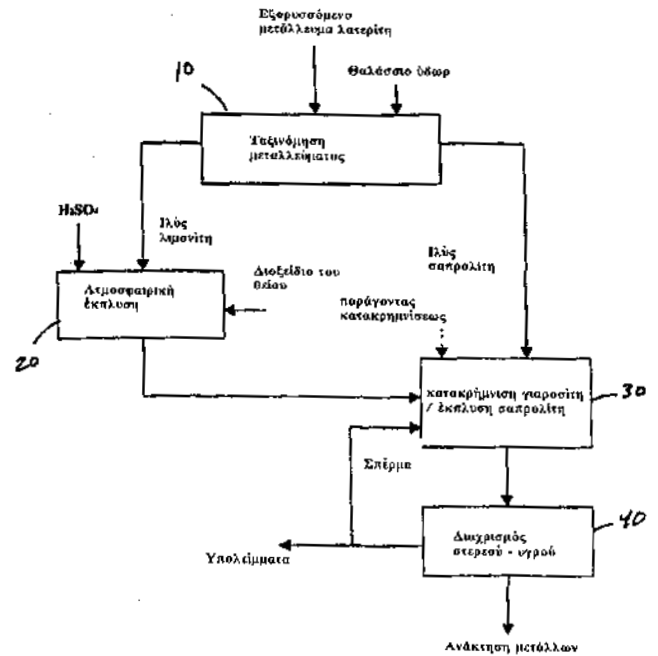 Εξορυσσόμενο
μετάλλευμα λατερίτη
Θαλάσσιο ύδωρ
10
Ταξινόμηση
μεταλλεύματος
H₂SO₄
Ιλύς
λιμονίτη
Ιλύς
σαπρολίτη
Ατμοσφαιρική
έκπλυση
Διοξείδιο του
θείου
παράγοντας
κατακρημνίσεως
20
κατακρήμνιση γιαροσίτη
/ έκπλυση σαπρολίτη
30
Σπέρμα
Διαχρισμός
στερεού - υγρού
40
Υπολείμματα
Ανάκτηση μετάλλων